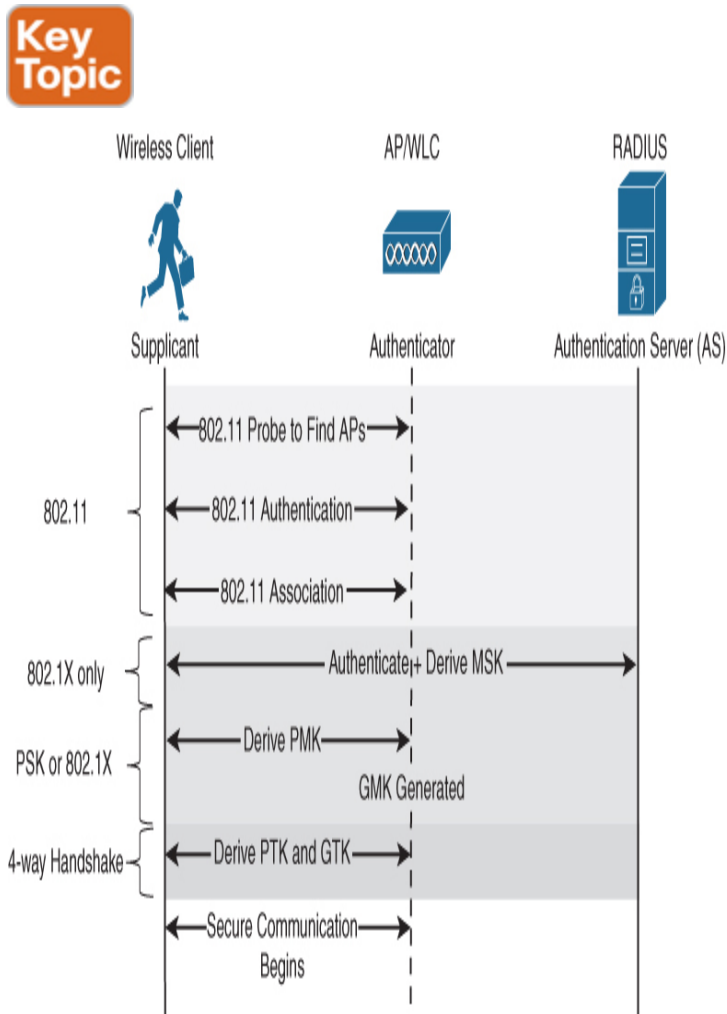 Key
Topic
Wireless Client
AP/WLC
RADIUS
Supplicant
Authenticator
Authentication Server (AS)
802.11
802.11 Probe to Find APs
802.11 Authentication
802.11 Association
802.1X only
Authenticate + Derive MSK
PSK or 802.1X
Derive PMK
GMK Generated
4-way Handshake
Derive PTK and GTK
Secure Communication
Begins